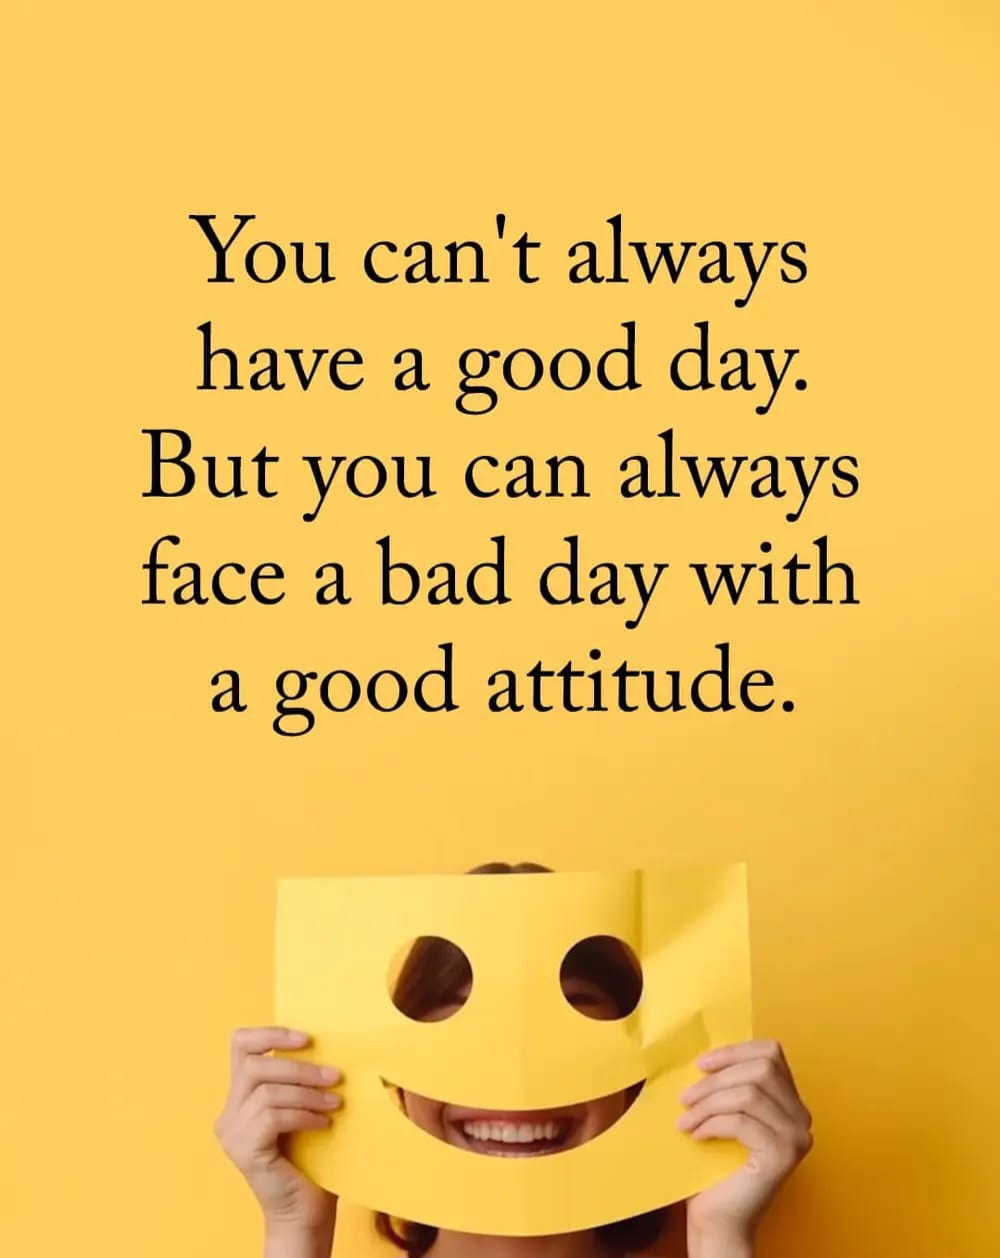 You can't always
have a good day.
But you can always
face a bad day with
a good attitude.